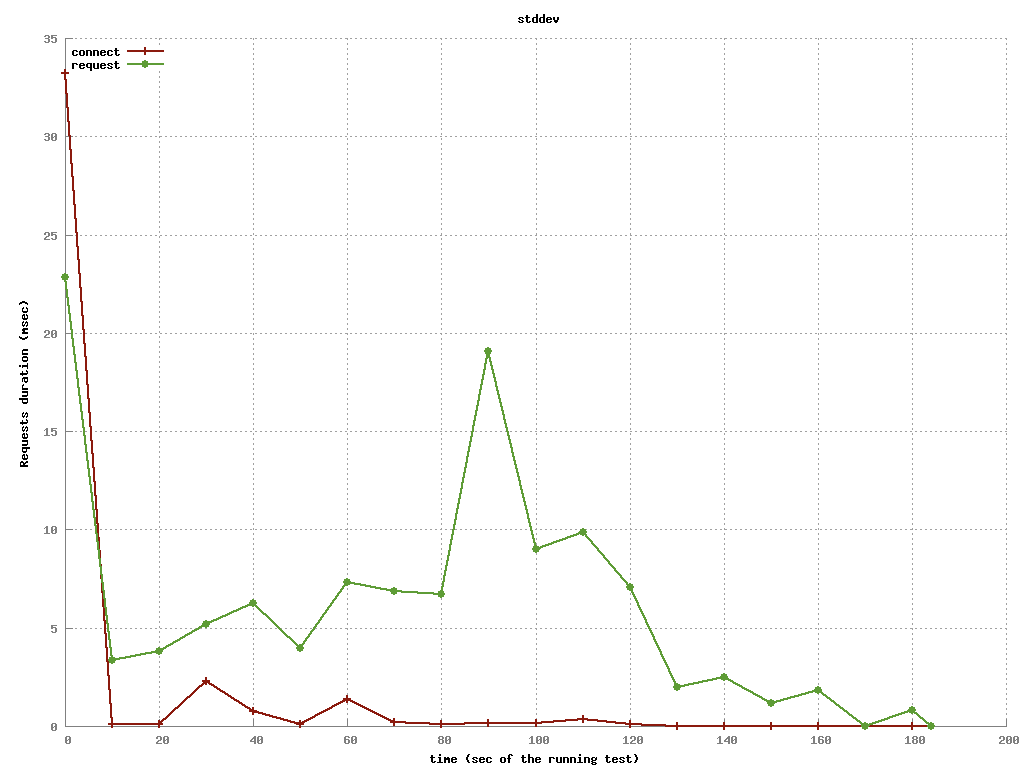 stddev
connect
request
35
30
25
20
15
10
5
0
Requests duration (msec)
0 20 40 60 80 100 120 140 160 180 200
time (sec of the running test)